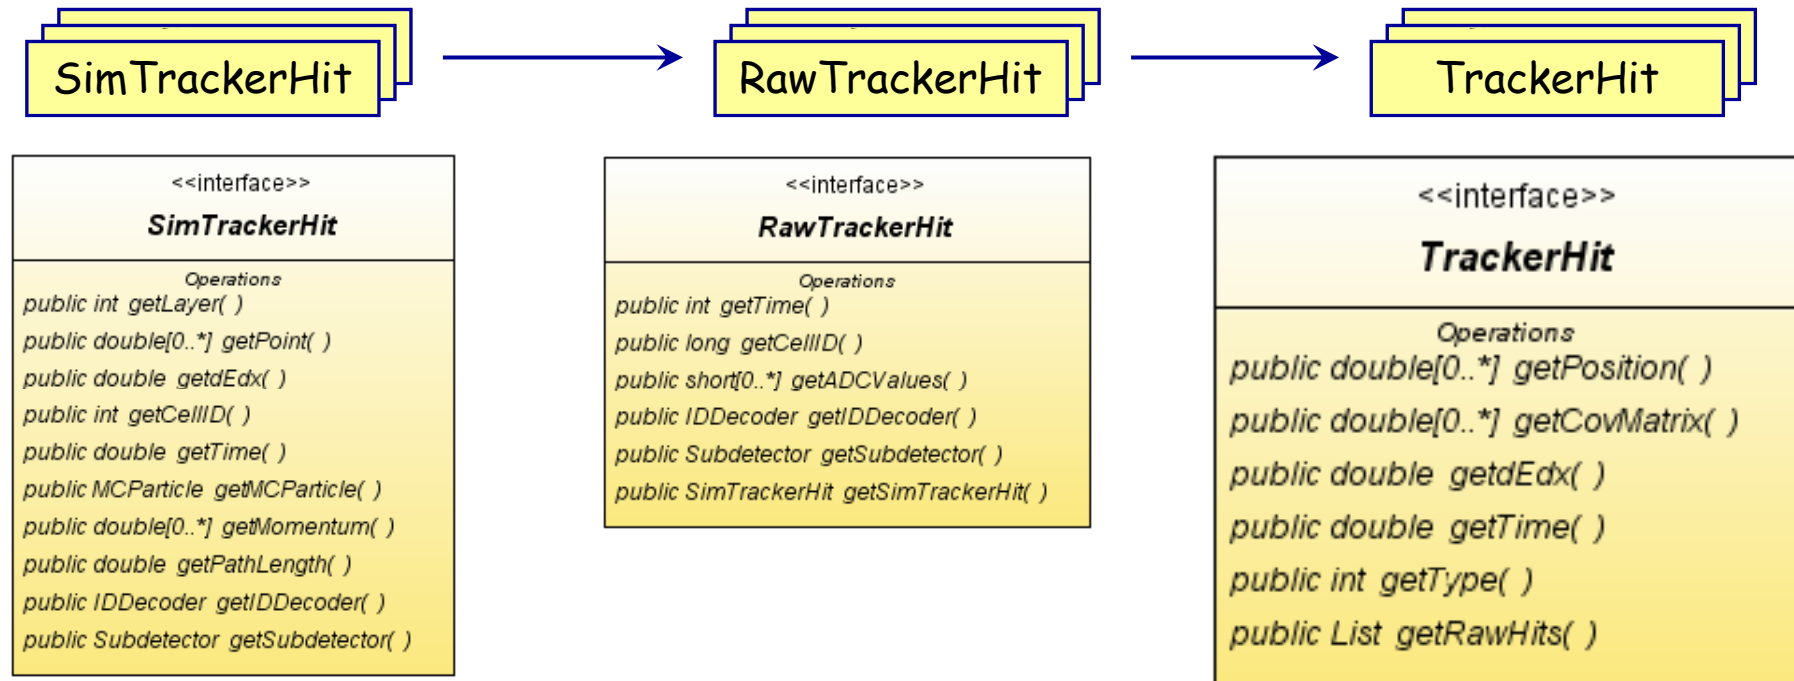 SimTrackerHit
RawTrackerHit
TrackerHit
<<interface>>
SimTrackerHit
Operations
public int getLayer( )
public double[0..*] getPoint( )
public double getdEdx( )
public int getCellID( )
public double getTime( )
public MCParticle getMCParticle( )
public double[0..*] getMomentum( )
public double getPathLength( )
public IDDecoder getIDDecoder( )
public Subdetector getSubdetector( )
<<interface>>
RawTrackerHit
Operations
public int getTime( )
public long getCellID( )
public short[0..*] getADCValues( )
public IDDecoder getIDDecoder( )
public Subdetector getSubdetector( )
public SimTrackerHit getSimTrackerHit( )
<<interface>>
TrackerHit
Operations
public double[0..*] getPosition( )
public double[0..*] getCovMatrix( )
public double getdEdx( )
public double getTime( )
public int getType( )
public List getRawHits( )